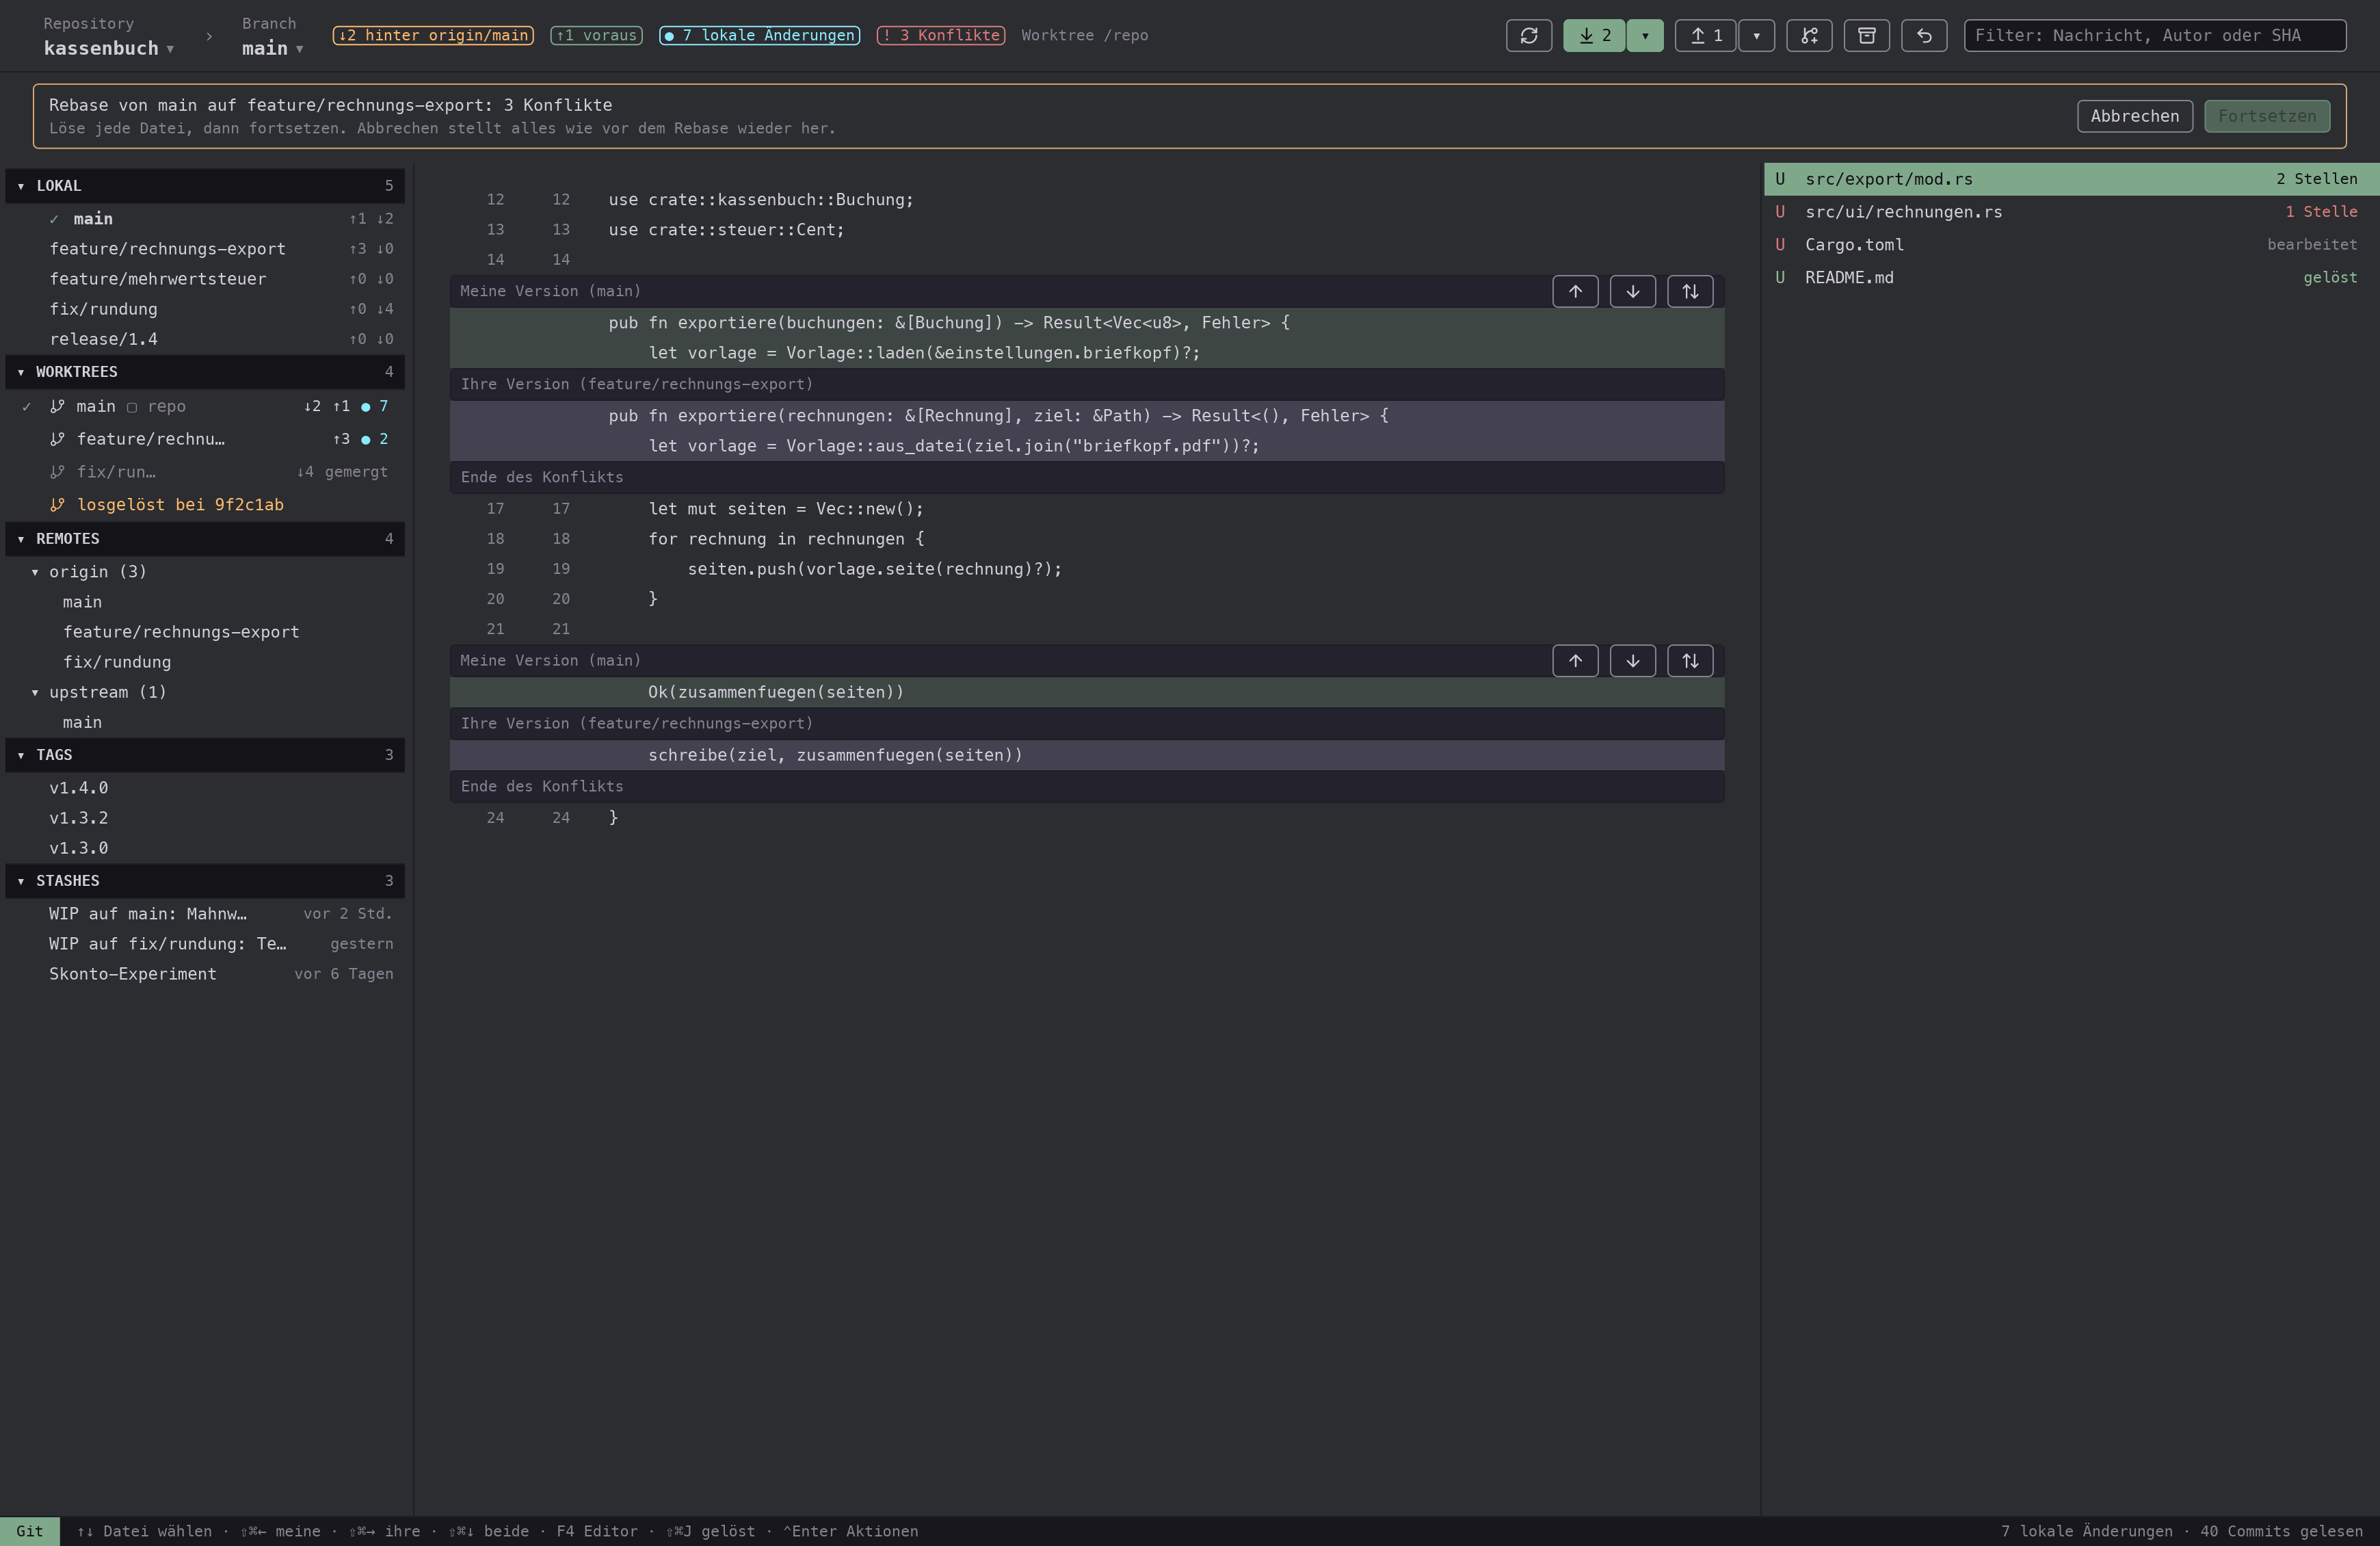 Repository
kassenbuch ▾
›
Branch
main ▾
↓2 hinter origin/main
↑1 voraus
● 7 lokale Änderungen
! 3 Konflikte
Worktree /repo
2 ▾
1 ▾
Filter: Nachricht, Autor oder SHA
Rebase von main auf feature/rechnungs-export: 3 Konflikte
Löse jede Datei, dann fortsetzen. Abbrechen stellt alles wie vor dem Rebase wieder her.
Abbrechen
Fortsetzen
▾ LOKAL 5
✓ main ↑1 ↓2
feature/rechnungs-export ↑3 ↓0
feature/mehrwertsteuer ↑0 ↓0
fix/rundung ↑0 ↓4
release/1.4 ↑0 ↓0
▾ WORKTREES 4
✓ main ▢ repo ↓2 ↑1 ● 7
feature/rechnu… ↑3 ● 2
fix/run… ↓4 gemergt
losgelöst bei 9f2c1ab
▾ REMOTES 4
▾ origin (3)
main
feature/rechnungs-export
fix/rundung
▾ upstream (1)
main
▾ TAGS 3
v1.4.0
v1.3.2
v1.3.0
▾ STASHES 3
WIP auf main: Mahnw… vor 2 Std.
WIP auf fix/rundung: Te… gestern
Skonto-Experiment vor 6 Tagen
12 12 use crate::kassenbuch::Buchung;
13 13 use crate::steuer::Cent;
14 14
Meine Version (main)
pub fn exportiere(buchungen: &[Buchung]) -> Result<Vec<u8>, Fehler> {
let vorlage = Vorlage::laden(&einstellungen.briefkopf)?;
Ihre Version (feature/rechnungs-export)
pub fn exportiere(rechnungen: &[Rechnung], ziel: &Path) -> Result<(), Fehler> {
let vorlage = Vorlage::aus_datei(ziel.join("briefkopf.pdf"))?;
Ende des Konflikts
17 17 let mut seiten = Vec::new();
18 18 for rechnung in rechnungen {
19 19 seiten.push(vorlage.seite(rechnung)?);
20 20 }
21 21
Meine Version (main)
Ok(zusammenfuegen(seiten))
Ihre Version (feature/rechnungs-export)
schreibe(ziel, zusammenfuegen(seiten))
Ende des Konflikts
24 24 }
U src/export/mod.rs 2 Stellen
U src/ui/rechnungen.rs 1 Stelle
U Cargo.toml bearbeitet
U README.md gelöst
Git
↑↓ Datei wählen · ⇧⌘← meine · ⇧⌘→ ihre · ⇧⌘↓ beide · F4 Editor · ⇧⌘J gelöst · ⌃Enter Aktionen
7 lokale Änderungen · 40 Commits gelesen